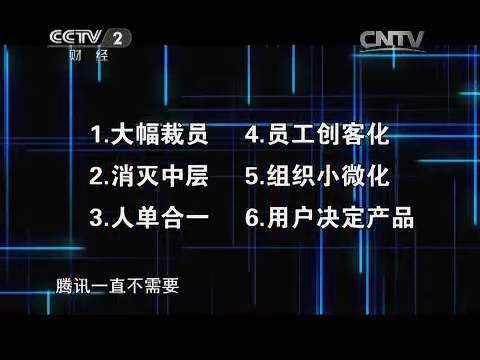 CCTV 2
财经
CNTV
1.大幅裁员
2.消灭中层
3.人单合一
4.员工创客化
5.组织小微化
6.用户决定产品
腾讯一直不需要